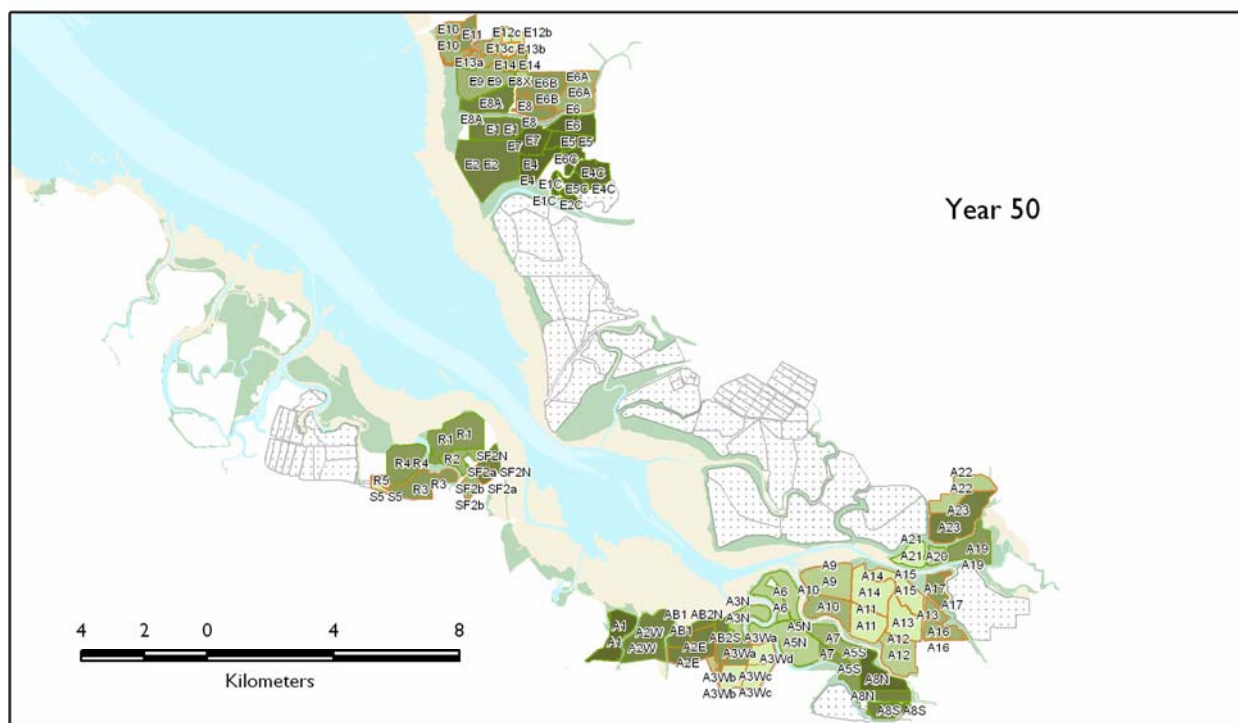 E10 E12c E12b
E11
E10 E13c E13b
E13a E14 E14
E9 E9 E8X E6B E6A
E6B E6A
E8A E8 E6
E8A E8
E1 E1 E6
E7
E7 E5 E5
E2 E2 E4 E6C
E4C
E4 E1C E5C E4C
E1C E2C
Year 50
R1 R1
R2 SF2N
R4 R4 SF2a SF2N
R5 R3 R3 SF2b SF2a
S5 S5
SF2b
A22
A22
A23
A23
A21 A19
A21 A20
A19
A9 A15
A6 A9 A14 A15 A17
A10 A14
A3N A6 A10 A11 A13 A17
AB1 AB2N A3N
A1 A2W AB1 A5N A11 A13 A16
A1 A2W A2E AB2S A3Wa A5N A7 A12 A16
A2E A3Wa A3Wd A7 A5S A12
A3Wb A3Wc A5S A8N
A3Wb A3Wc A8N
A8S A8S
4 2 0 4 8
Kilometers